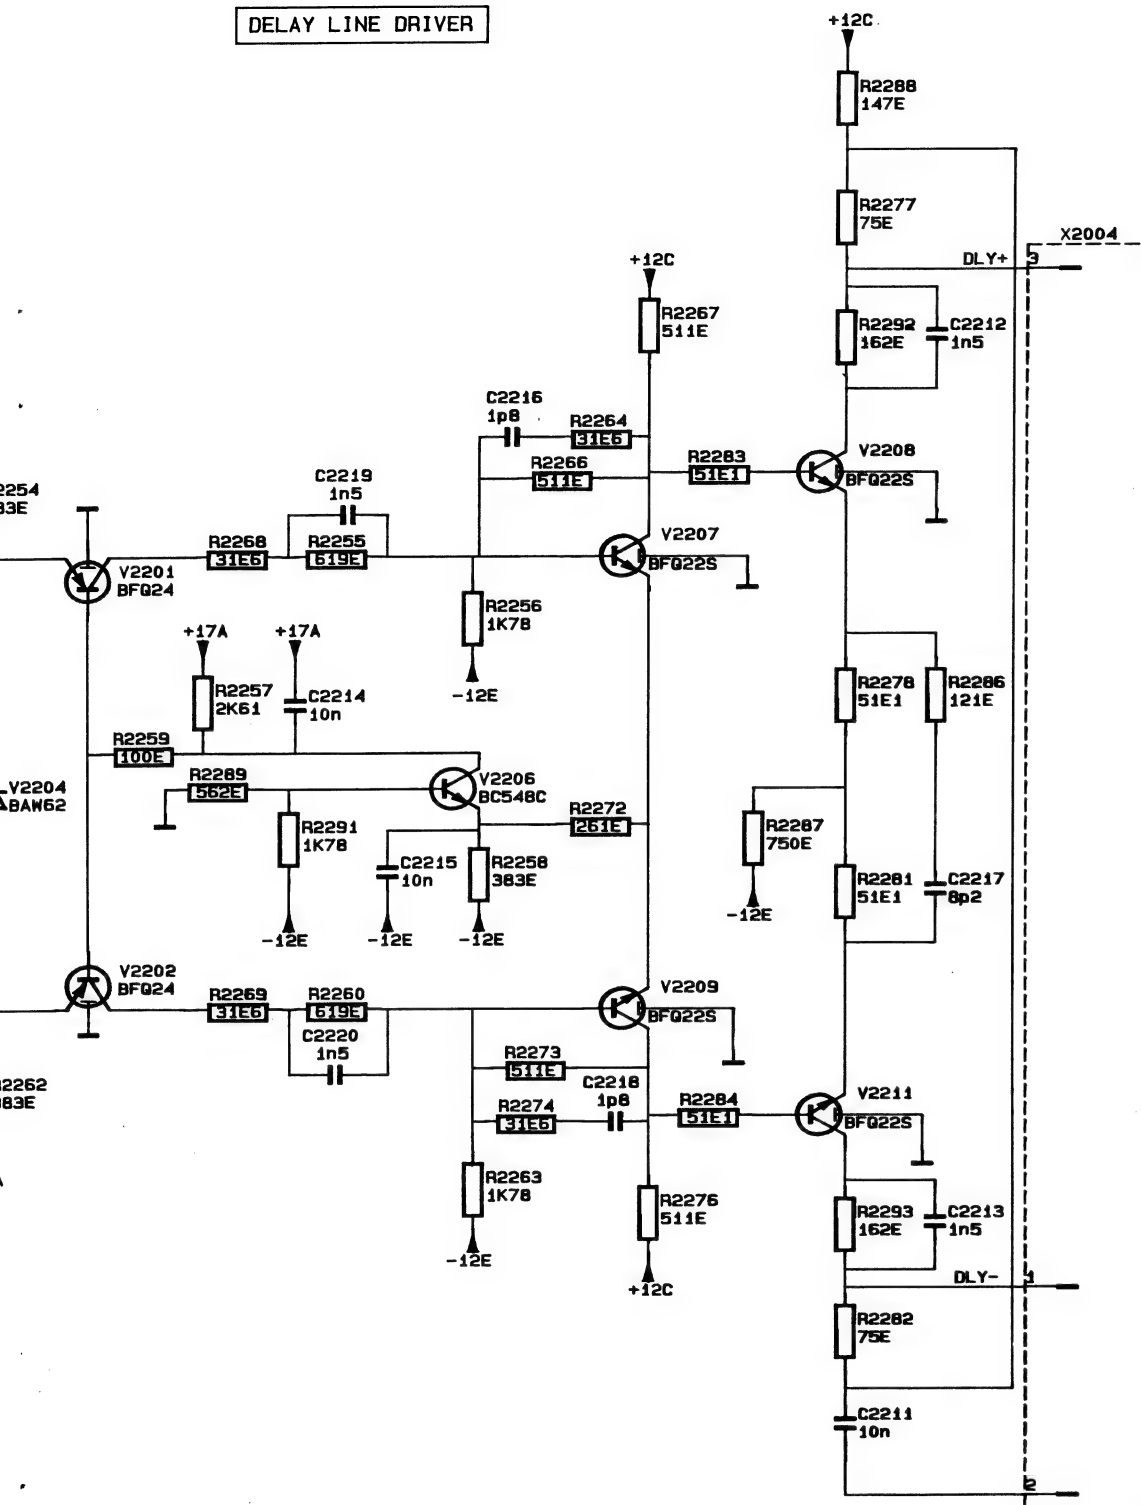 DELAY LINE DRIVER
+12C
R2288
147E
R2277
75E
X2004
DLY+ 3
+12C
R2267
511E
R2292
162E
C2212
1n5
C2216
1p8
R2264
31E6
R2266
511E
R2283
51E1
V2208
BFQ22S
2254
33E
C2219
1n5
R2268
31E6
R2255
619E
V2207
BFQ22S
V2201
BFQ24
R2256
1K78
-12E
+17A
+17A
R2257
2K61
C2214
10n
R2278
51E1
R2286
121E
R2259
100E
R2289
562E
V2206
BC548C
V2204
BAW62
R2272
261E
R2291
1K78
C2215
10n
R2258
383E
R2287
750E
R2281
51E1
C2217
8p2
-12E
-12E
-12E
-12E
V2202
BFQ24
R2269
31E6
R2260
619E
C2220
1n5
V2209
BFQ22S
R2273
511E
C2218
1p8
R2274
31E6
R2284
51E1
V2211
BFQ22S
2262
83E
R2263
1K78
-12E
R2276
511E
+12C
R2293
162E
C2213
1n5
DLY- 1
R2282
75E
C2211
10n
2